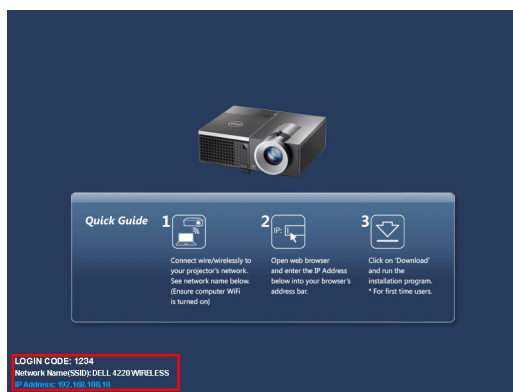 Quick Guide
1
Connect wire/wirelessly to
your projector's network.
See network name below.
(Ensure computer WiFi
is turned on)
2
IP:
Open web browser
and enter the IP Address
below into your browser's
address bar.
3
Click on 'Download'
and run the
installation program.
* For first time users.
LOGIN CODE: 1234
Network Name(SSID): DELL 4220 WIRELESS
IP Address: 192.168.100.10